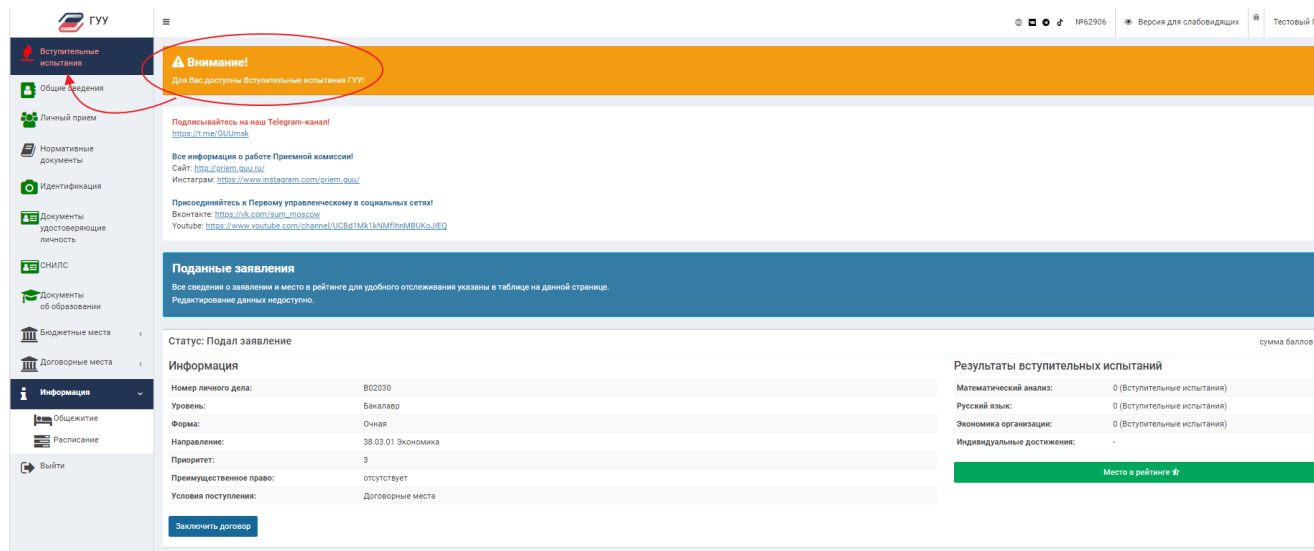 ГУУ
№62906
Версия для слабовидящих
Тестовый
Вступительные
испытания
Общие сведения
Личный прием
Нормативные
документы
Идентификация
Документы
удостоверяющие
личность
СНИЛС
Документы
об образовании
Бюджетные места
Договорные места
Информация
Общежитие
Расписание
Выйти
Внимание!
Для Вас доступны Вступительные испытания ГУУ!
Подписывайтесь на наш Telegram-канал!
https://t.me/GUUmsk
Все информация о работе Приемной комиссии!
Сайт: http://priem.guu.ru/
Инстаграм: https://www.instagram.com/priem.guu/
Присоединяйтесь к Первому управленческому в социальных сетях!
Вконтакте: https://vk.com/sum_moscow
Youtube: https://www.youtube.com/channel/UCBd1Mk1kNMfIhnMBUKoJIEQ
Поданные заявления
Все сведения о заявлении и место в рейтинге для удобного отслеживания указаны в таблице на данной странице.
Редактирование данных недоступно.
Статус: Подал заявление
сумма баллов
Информация
Номер личного дела: B02030
Уровень: Бакалавр
Форма: Очная
Направление: 38.03.01 Экономика
Приоритет: 3
Преимущественное право: отсутствует
Условия поступления: Договорные места
Заключить договор
Результаты вступительных испытаний
Математический анализ: 0 (Вступительные испытания)
Русский язык: 0 (Вступительные испытания)
Экономика организации: 0 (Вступительные испытания)
Индивидуальные достижения: -
Место в рейтинге